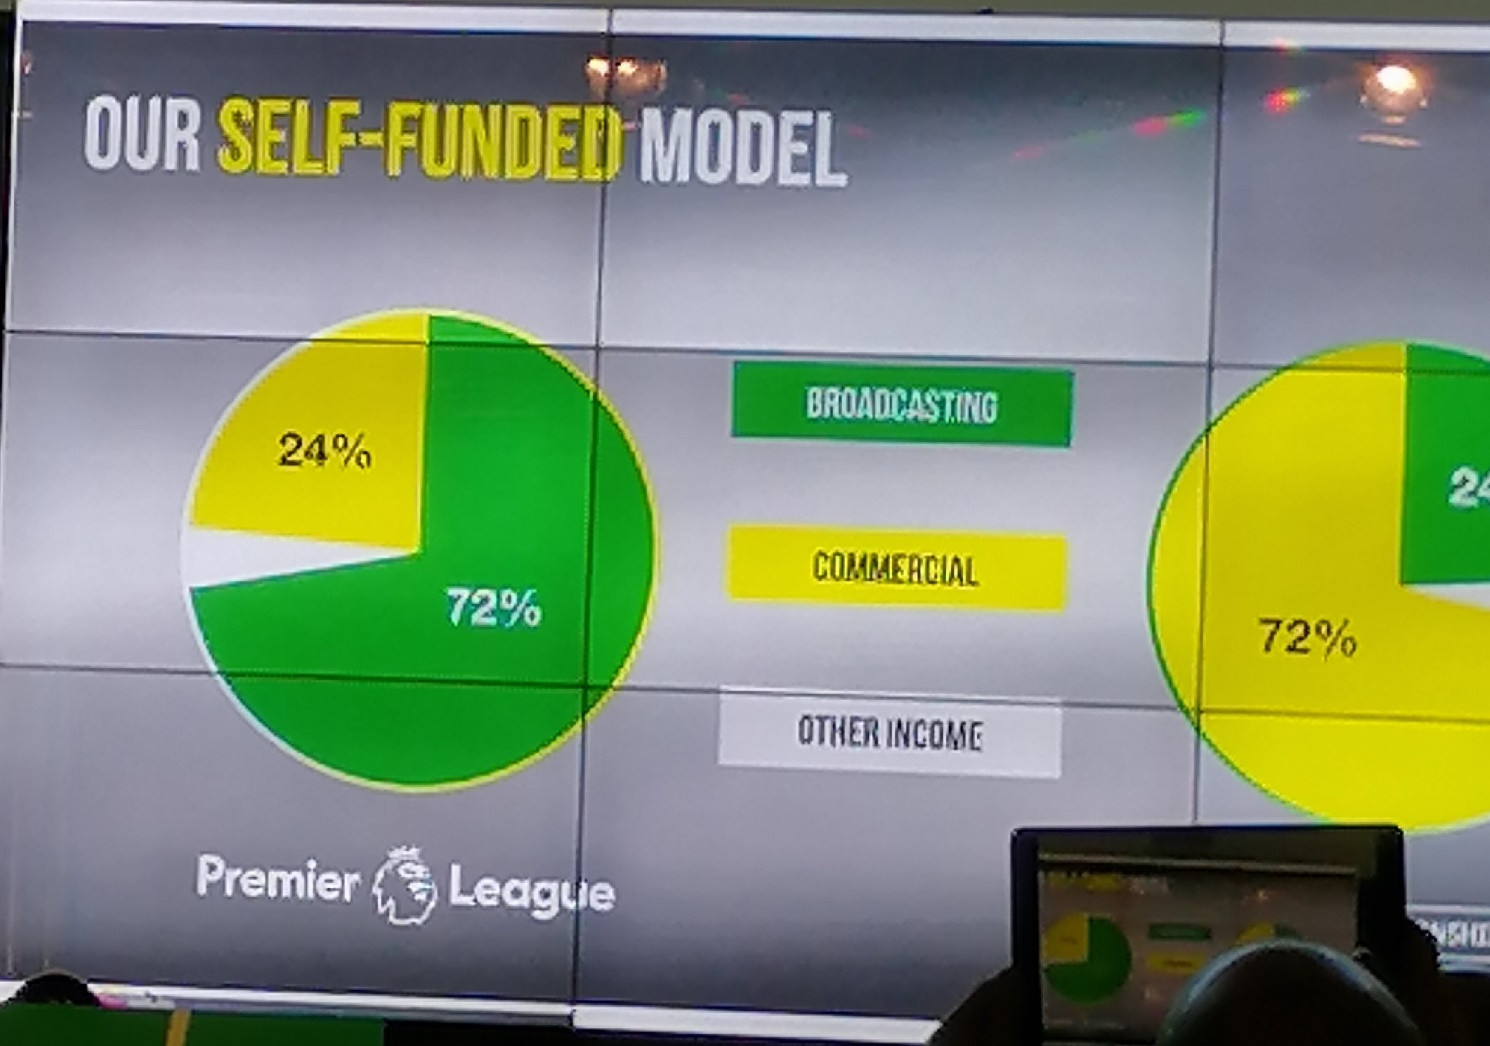 OUR SELF-FUNDED MODEL
24%
72%
BROADCASTING
COMMERCIAL
OTHER INCOME
72%
Premier League